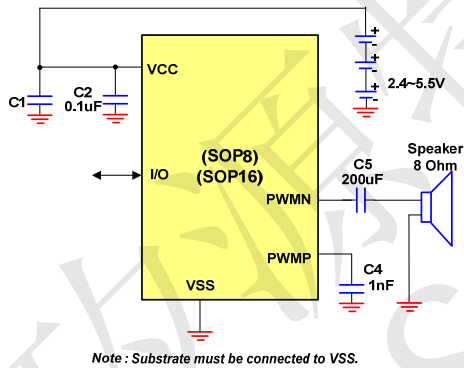 VCC
C1
C2
0.1uF
+
-
+
-
+
-
2.4~5.5V
(SOP8)
(SOP16)
I/O
PWMN
C5
200uF
Speaker
8 Ohm
PWMP
C4
1nF
VSS
Note : Substrate must be connected to VSS.